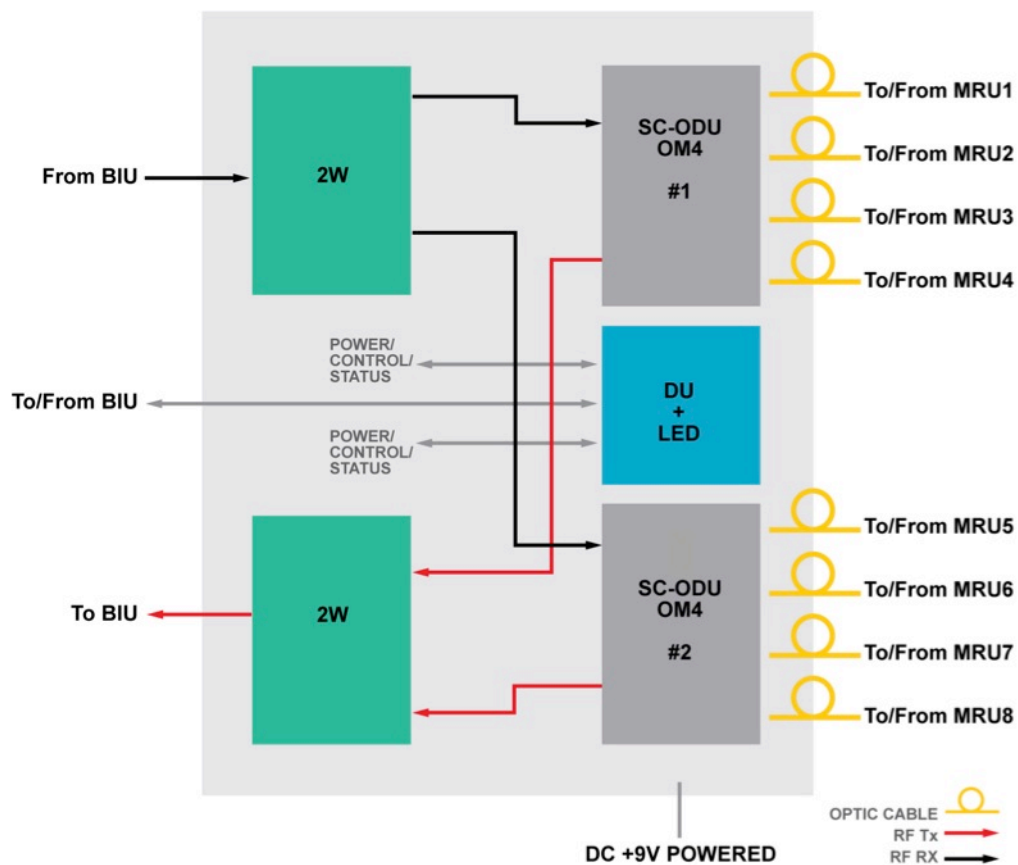 2W
SC-ODU
OM4
#1
To/From MRU1
To/From MRU2
To/From MRU3
To/From MRU4
From BIU
POWER/
CONTROL/
STATUS
To/From BIU
POWER/
CONTROL/
STATUS
DU
+
LED
2W
To BIU
SC-ODU
OM4
#2
To/From MRU5
To/From MRU6
To/From MRU7
To/From MRU8
DC +9V POWERED
OPTIC CABLE
RF Tx
RF RX